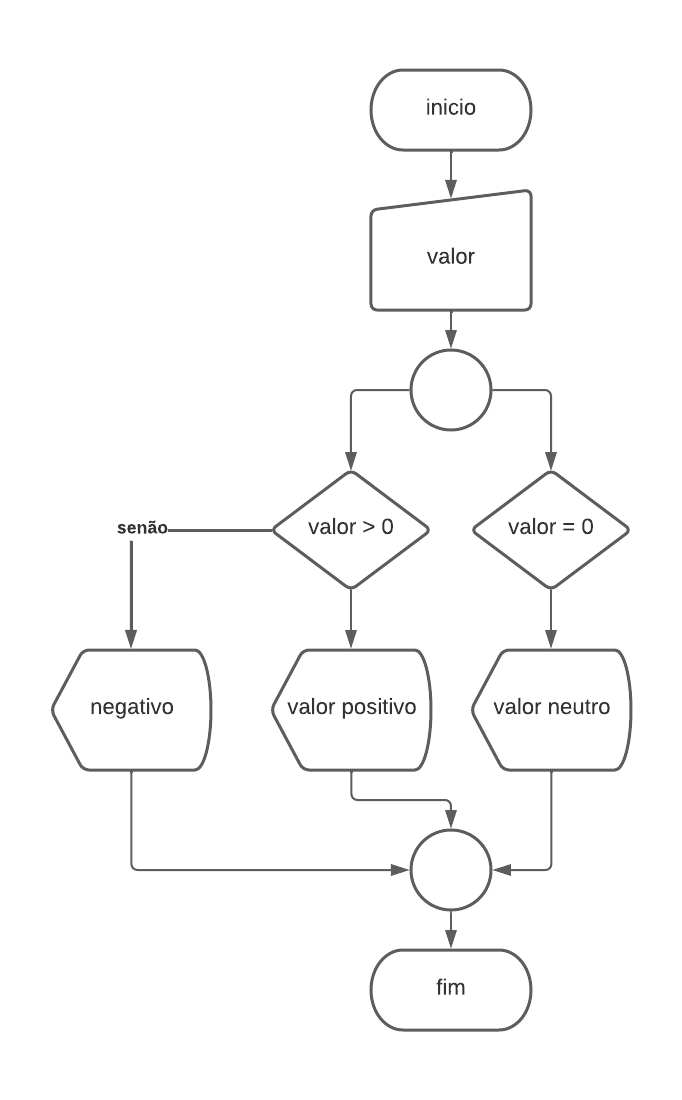 inicio
valor
valor > 0
valor = 0
senão
negativo
valor positivo
valor neutro
fim